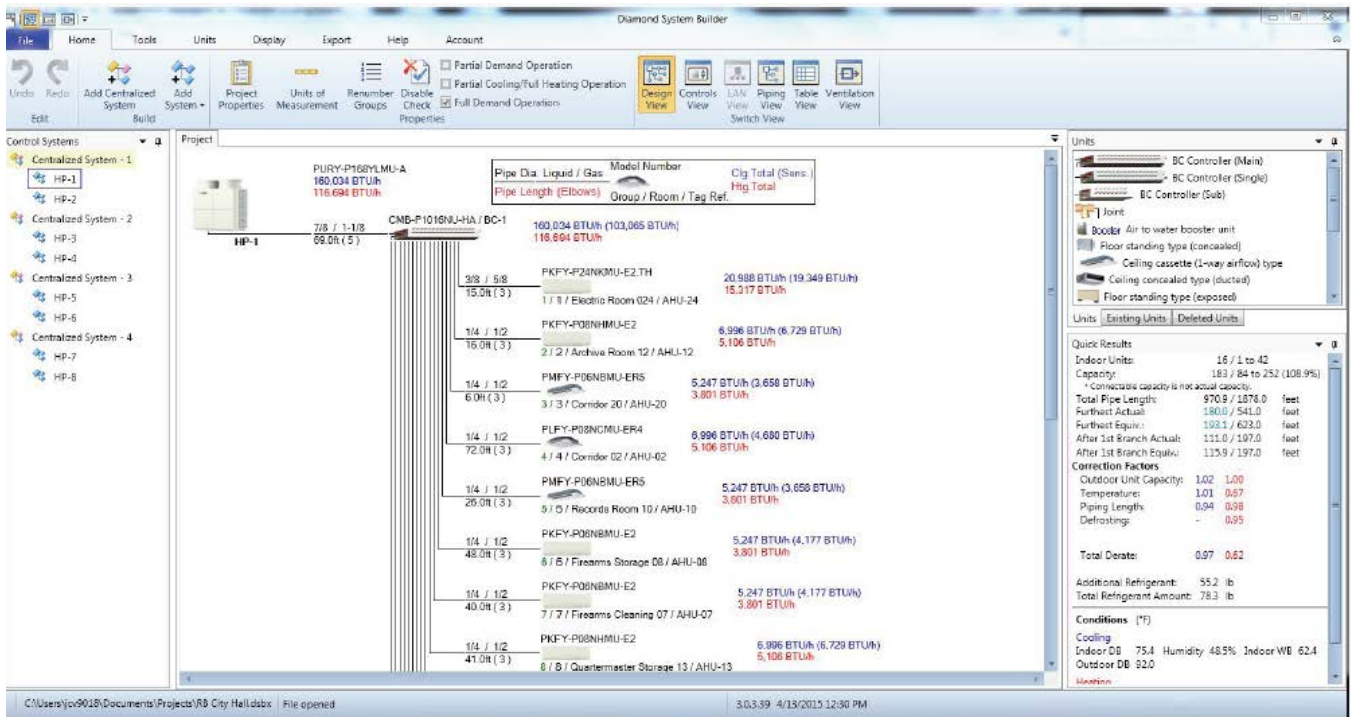 Diamond System Builder
File Home Tools Units Display Export Help Account
Undo Redo Add Centralized System Add System Project Properties Units of Measurement Renumber Groups Disable Check
Partial Demand Operation
Partial Cooling/Full Heating Operation
Full Demand Operation
Design View Controls View LAN View Piping View Table View Ventilation View
Edit Build Properties Switch View
Control Systems
Centralized System - 1
HP-1
HP-2
Centralized System - 2
HP-3
HP-4
Centralized System - 3
HP-5
HP-6
Centralized System - 4
HP-7
HP-8
Project
PURY-P168YLMU-A
160,034 BTU/h
116,694 BTU/h
HP-1
7/8 / 1-1/8
69.0ft ( 5 )
Pipe Dia. Liquid / Gas Model Number Clg Total (Sens.)
Pipe Length (Elbows) Group / Room / Tag Ref. Htg Total
CMB-P1016NU-HA / BC-1
160,034 BTU/h (103,065 BTU/h)
116,694 BTU/h
3/8 / 5/8
15.0ft ( 3 )
PKFY-P24NKMU-E2.TH
20,988 BTU/h (19,349 BTU/h)
15,317 BTU/h
1 / 1 / Electric Room 024 / AHU-24
1/4 / 1/2
16.0ft ( 3 )
PKFY-P08NHMU-E2
6,996 BTU/h (6,729 BTU/h)
5,106 BTU/h
2 / 2 / Archive Room 12 / AHU-12
1/4 / 1/2
6.0ft ( 3 )
PMFY-P06NBMU-ER5
5,247 BTU/h (3,658 BTU/h)
3,801 BTU/h
3 / 3 / Corridor 20 / AHU-20
1/4 / 1/2
72.0ft ( 3 )
PLFY-P08NCMU-ER4
6,996 BTU/h (4,680 BTU/h)
5,106 BTU/h
4 / 4 / Corridor 02 / AHU-02
1/4 / 1/2
26.0ft ( 3 )
PMFY-P06NBMU-ER5
5,247 BTU/h (3,658 BTU/h)
3,801 BTU/h
5 / 5 / Records Room 10 / AHU-10
1/4 / 1/2
48.0ft ( 3 )
PKFY-P06NBMU-E2
5,247 BTU/h (4,177 BTU/h)
3,801 BTU/h
6 / 6 / Firearms Storage 08 / AHU-08
1/4 / 1/2
40.0ft ( 3 )
PKFY-P06NBMU-E2
5,247 BTU/h (4,177 BTU/h)
3,801 BTU/h
7 / 7 / Firearms Cleaning 07 / AHU-07
1/4 / 1/2
41.0ft ( 3 )
PKFY-P08NHMU-E2
6,996 BTU/h (6,729 BTU/h)
5,106 BTU/h
8 / 8 / Quartermaster Storage 13 / AHU-13
Units
BC Controller (Main)
BC Controller (Single)
BC Controller (Sub)
Joint
Booster Air to water booster unit
Floor standing type (concealed)
Ceiling cassette (1-way airflow) type
Ceiling concealed type (ducted)
Floor standing type (exposed)
Units Existing Units Deleted Units
Quick Results
Indoor Units: 16 / 1 to 42
Capacity: 183 / 84 to 252 (108.9%)
* Connectable capacity is not actual capacity.
Total Pipe Length: 970.9 / 1878.0 feet
Furthest Actual: 180.0 / 541.0 feet
Furthest Equiv.: 193.1 / 623.0 feet
After 1st Branch Actual: 111.0 / 197.0 feet
After 1st Branch Equiv.: 115.9 / 197.0 feet
Correction Factors
Outdoor Unit Capacity: 1.02 1.00
Temperature: 1.01 0.67
Piping Length: 0.94 0.98
Defrosting: - 0.95
Total Derate: 0.97 0.62
Additional Refrigerant: 55.2 lb
Total Refrigerant Amount: 78.3 lb
Conditions (°F)
Cooling
Indoor DB 75.4 Humidity 48.5% Indoor WB 62.4
Outdoor DB 92.0
Heating
C:\Users\jcv9018\Documents\Projects\RB City Hall.dsbx File opened 3.0.3.39 4/13/2015 12:30 PM